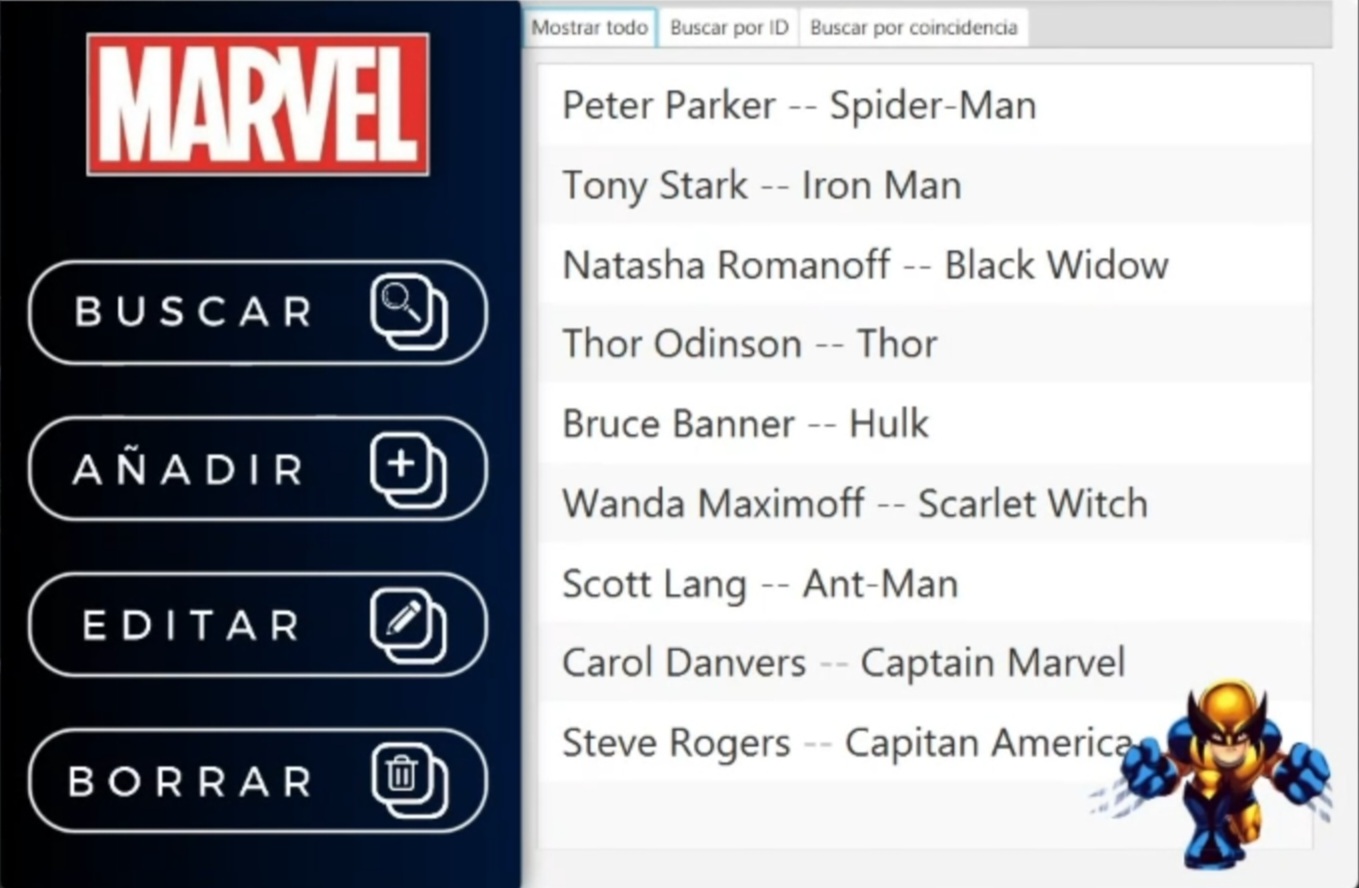 MARVEL
BUSCAR
AÑADIR
EDITAR
BORRAR
Mostrar todo Buscar por ID Buscar por coincidencia
Peter Parker -- Spider-Man
Tony Stark -- Iron Man
Natasha Romanoff -- Black Widow
Thor Odinson -- Thor
Bruce Banner -- Hulk
Wanda Maximoff -- Scarlet Witch
Scott Lang -- Ant-Man
Carol Danvers -- Captain Marvel
Steve Rogers -- Capitan America